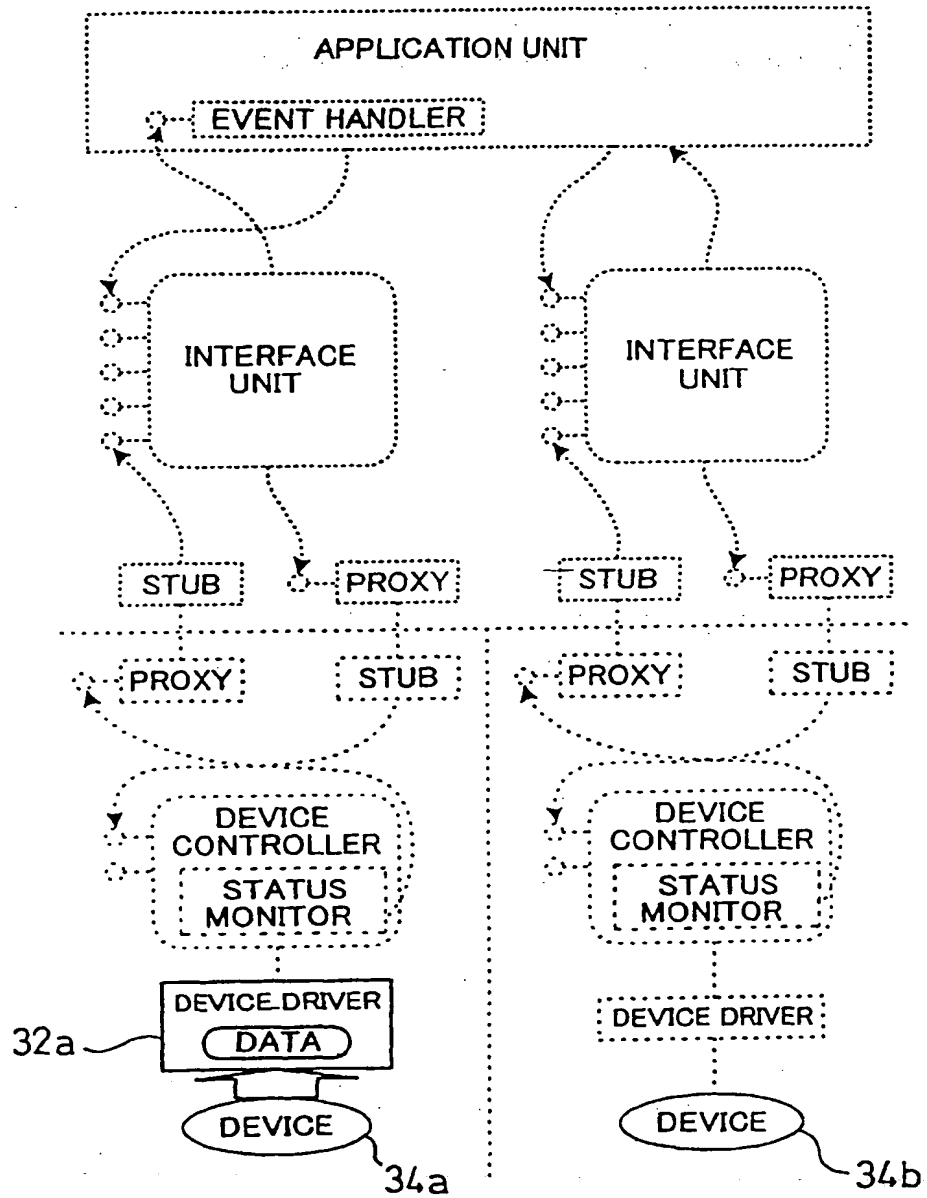 APPLICATION UNIT
EVENT HANDLER
INTERFACE
UNIT
INTERFACE
UNIT
STUB
PROXY
STUB
PROXY
PROXY
STUB
PROXY
STUB
DEVICE
CONTROLLER
STATUS
MONITOR
DEVICE
CONTROLLER
STATUS
MONITOR
DEVICE DRIVER
DATA
32a
DEVICE DRIVER
DEVICE
34a
DEVICE
34b